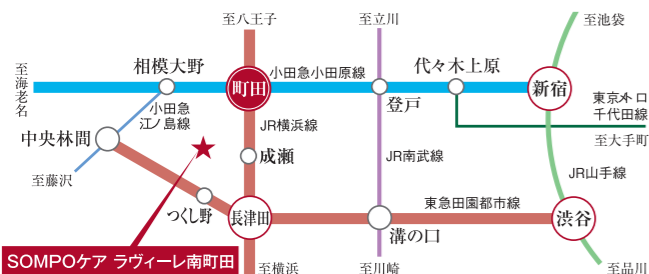 至八王子
至立川
至池袋
至海老名
相模大野
町田
小田急小田原線
代々木上原
新宿
小田急
江ノ島線
登戸
東京メトロ
千代田線
中央林間
JR横浜線
至大手町
成瀬
JR南武線
至藤沢
JR山手線
つくし野
長津田
東急田園都市線
溝の口
渋谷
SOMPOケア ラヴィーレ南町田
至横浜
至川崎
至品川